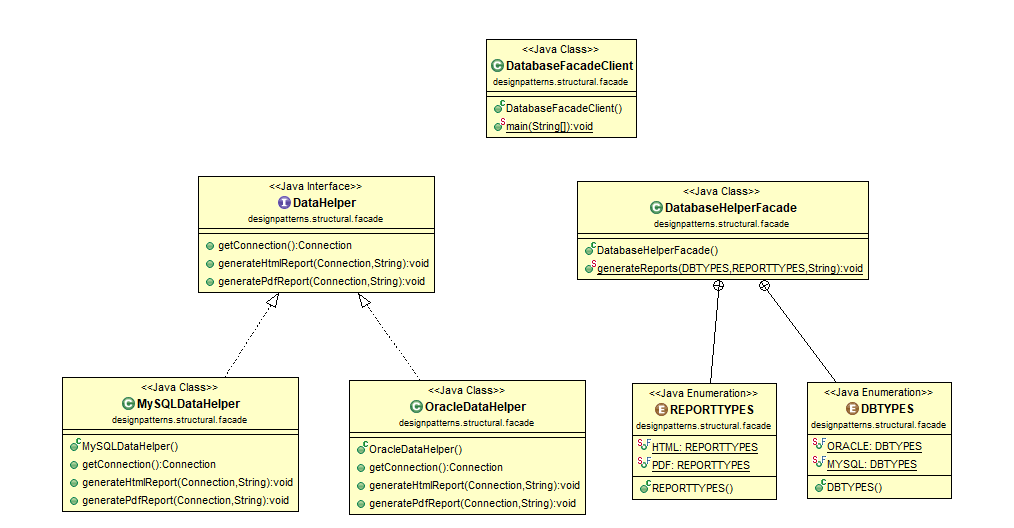 <<Java Class>>
DatabaseFacadeClient
designpatterns.structural.facade
DatabaseFacadeClient()
main(String[]):void
<<Java Interface>>
DataHelper
designpatterns.structural.facade
getConnection():Connection
generateHtmlReport(Connection,String):void
generatePdfReport(Connection,String):void
<<Java Class>>
DatabaseHelperFacade
designpatterns.structural.facade
DatabaseHelperFacade()
generateReports(DBTYPES,REPORTTYPES,String):void
<<Java Class>>
MySQLDataHelper
designpatterns.structural.facade
MySQLDataHelper()
getConnection():Connection
generateHtmlReport(Connection,String):void
generatePdfReport(Connection,String):void
<<Java Class>>
OracleDataHelper
designpatterns.structural.facade
OracleDataHelper()
getConnection():Connection
generateHtmlReport(Connection,String):void
generatePdfReport(Connection,String):void
<<Java Enumeration>>
REPORTTYPES
designpatterns.structural.facade
HTML: REPORTTYPES
PDF: REPORTTYPES
REPORTTYPES()
<<Java Enumeration>>
DBTYPES
designpatterns.structural.facade
ORACLE: DBTYPES
MYSQL: DBTYPES
DBTYPES()